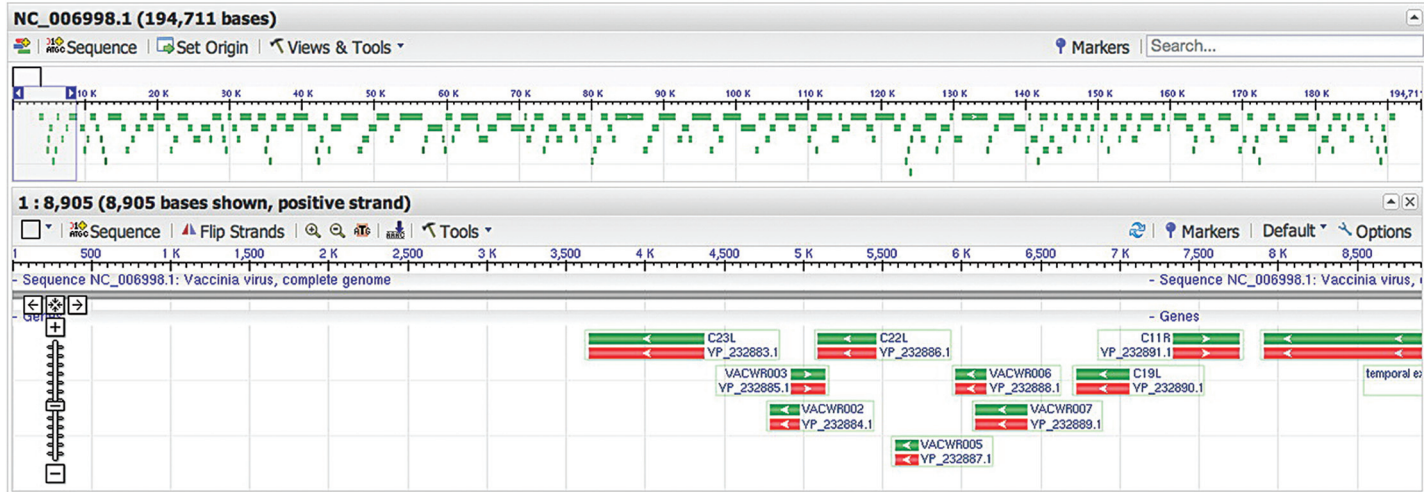 NC_006998.1 (194,711 bases)
Sequence Set Origin Views & Tools Markers Search...
10 K 20 K 30 K 40 K 50 K 60 K 70 K 80 K 90 K 100 K 110 K 120 K 130 K 140 K 150 K 160 K 170 K 180 K 194,71
1 : 8,905 (8,905 bases shown, positive strand)
Sequence Flip Strands ATG Tools Markers Default Options
1 500 1 K 1,500 2 K 2,500 3 K 3,500 4 K 4,500 5 K 5,500 6 K 6,500 7 K 7,500 8 K 8,500
- Sequence NC_006998.1: Vaccinia virus, complete genome - Sequence NC_006998.1: Vaccinia virus,
- Genes - Genes
C23L C22L C11R
YP_232883.1 YP_232886.1 YP_232891.1
VACWR003 VACWR006 C19L temporal ex
YP_232885.1 YP_232888.1 YP_232890.1
VACWR002 VACWR007
YP_232884.1 YP_232889.1
VACWR005
YP_232887.1